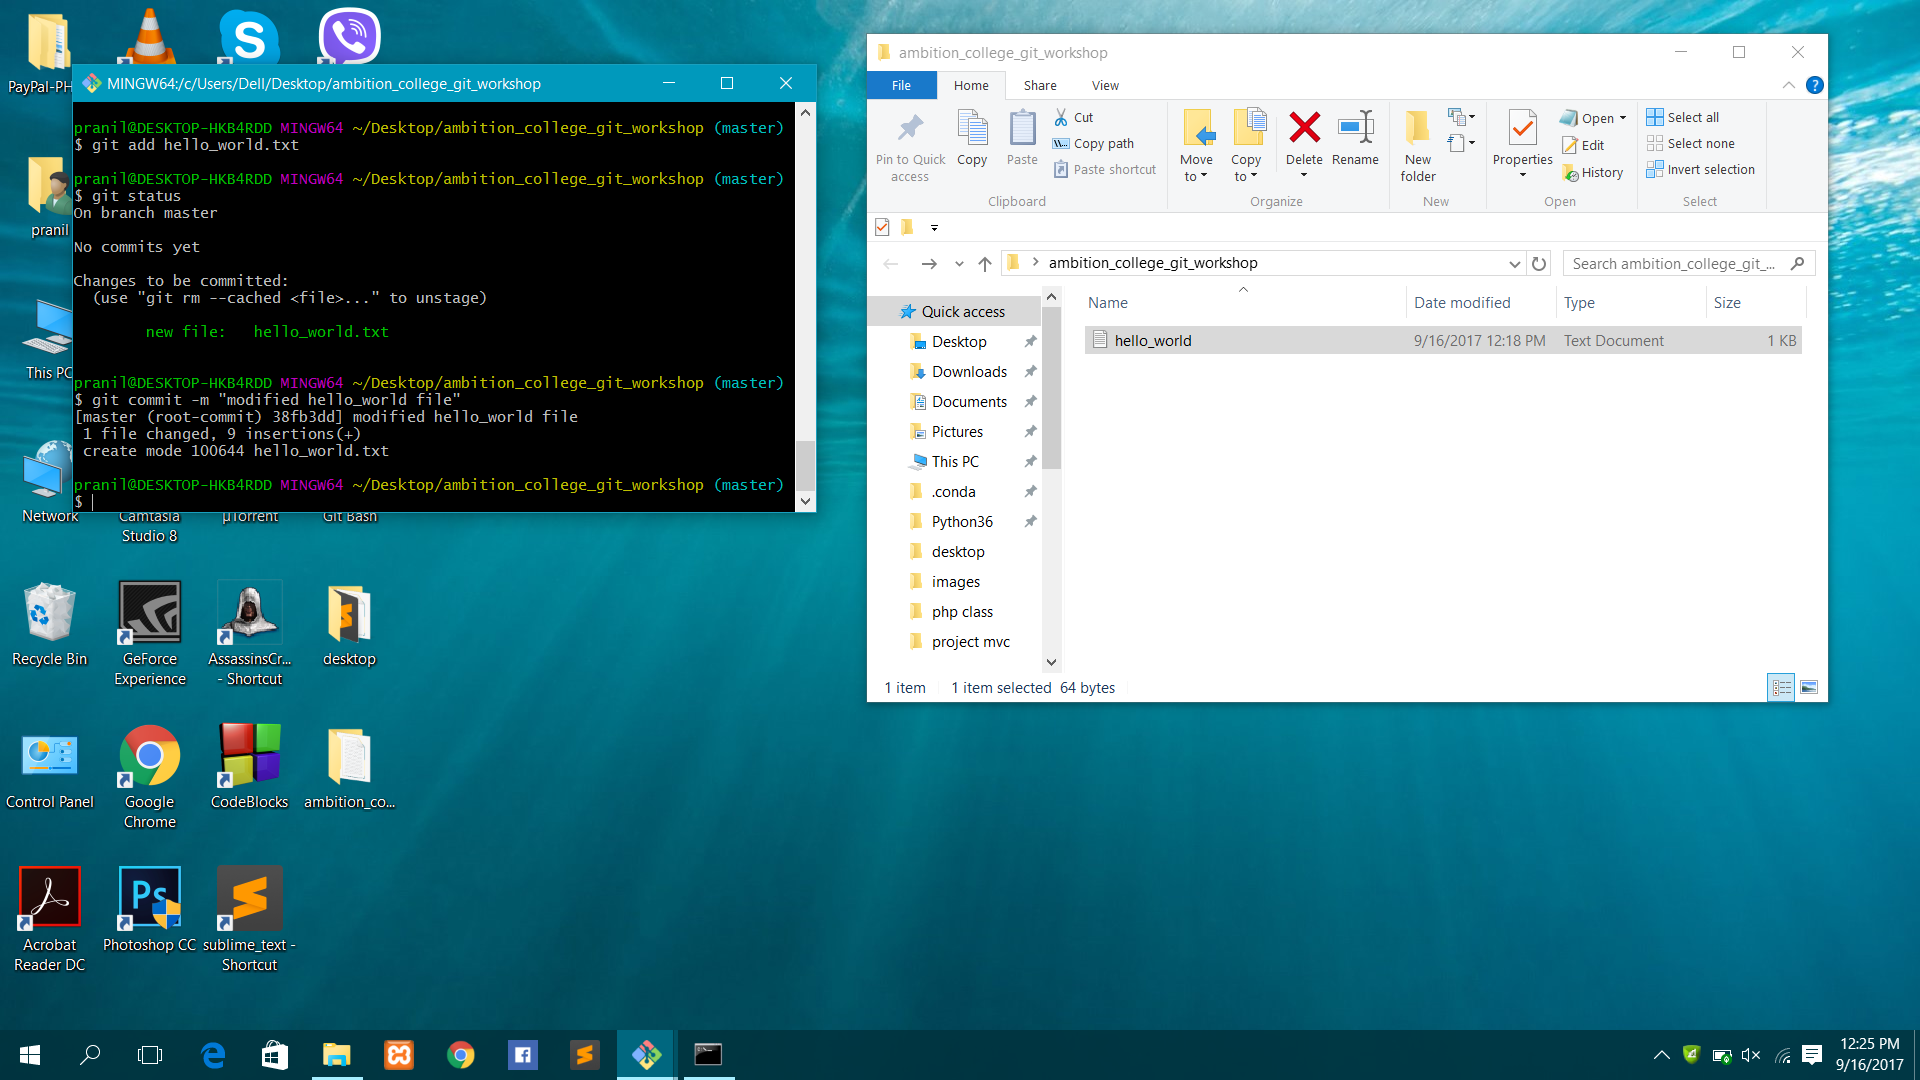 PayPal-PH
pranil
This PC
Network
Camtasia
Studio 8
µTorrent
Git Bash
Recycle Bin
GeForce
Experience
AssassinsCr...
- Shortcut
desktop
Control Panel
Google
Chrome
CodeBlocks
ambition_co...
Acrobat
Reader DC
Photoshop CC
sublime_text -
Shortcut
MINGW64:/c/Users/Dell/Desktop/ambition_college_git_workshop
pranil@DESKTOP-HKB4RDD MINGW64 ~/Desktop/ambition_college_git_workshop (master)
$ git add hello_world.txt
pranil@DESKTOP-HKB4RDD MINGW64 ~/Desktop/ambition_college_git_workshop (master)
$ git status
On branch master
No commits yet
Changes to be committed:
(use "git rm --cached <file>..." to unstage)
new file: hello_world.txt
pranil@DESKTOP-HKB4RDD MINGW64 ~/Desktop/ambition_college_git_workshop (master)
$ git commit -m "modified hello_world file"
[master (root-commit) 38fb3dd] modified hello_world file
1 file changed, 9 insertions(+)
create mode 100644 hello_world.txt
pranil@DESKTOP-HKB4RDD MINGW64 ~/Desktop/ambition_college_git_workshop (master)
$
ambition_college_git_workshop
File Home Share View
Pin to Quick
access
Copy
Paste
Cut
Copy path
Paste shortcut
Clipboard
Move
to
Copy
to
Delete
Rename
Organize
New
folder
New
Properties
Open
Edit
History
Open
Select all
Select none
Invert selection
Select
ambition_college_git_workshop
Search ambition_college_git_...
Quick access
Desktop
Downloads
Documents
Pictures
This PC
.conda
Python36
desktop
images
php class
project mvc
Name Date modified Type Size
hello_world 9/16/2017 12:18 PM Text Document 1 KB
1 item 1 item selected 64 bytes
Ps
12:25 PM
9/16/2017